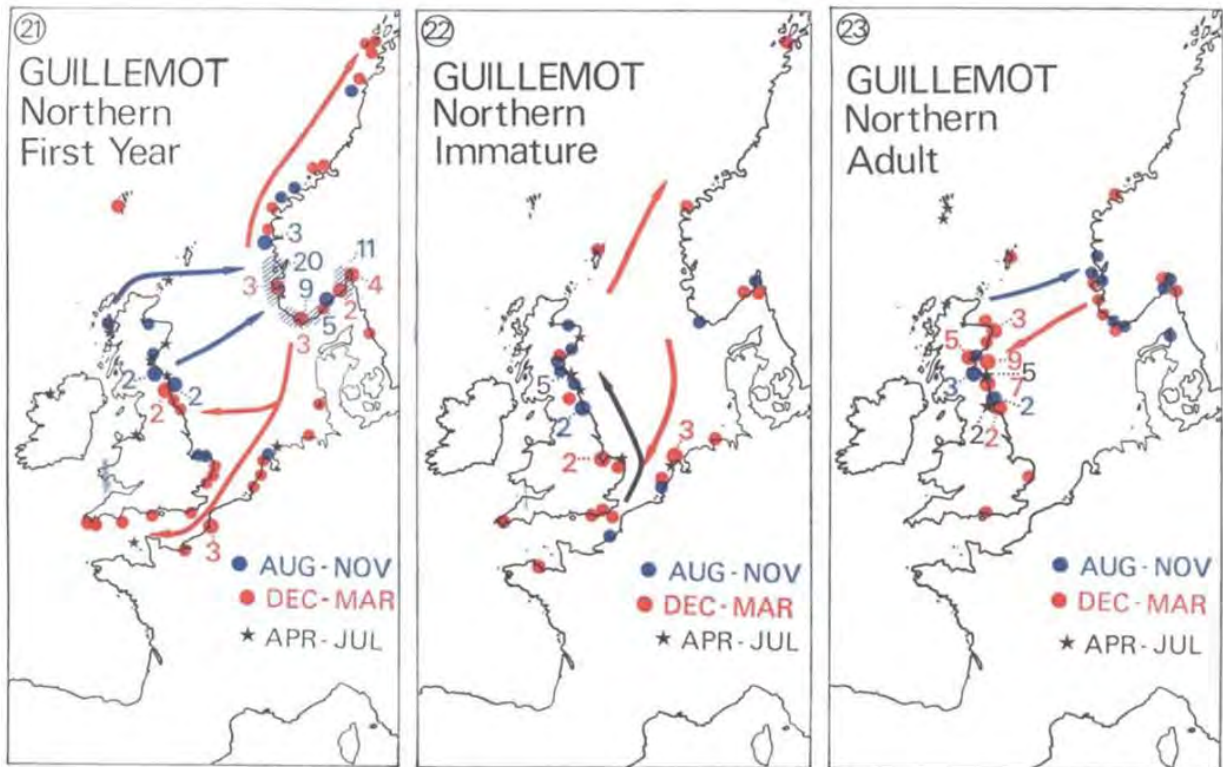 21
GUILLEMOT
Northern
First Year
3
11
20
3
9
4
2
5
3
2
2
2
3
AUG - NOV
DEC - MAR
APR - JUL
22
GUILLEMOT
Northern
Immature
5
2
3
2
AUG - NOV
DEC - MAR
APR - JUL
23
GUILLEMOT
Northern
Adult
3
5
9
5
3
7
2
2
2
AUG - NOV
DEC - MAR
APR - JUL